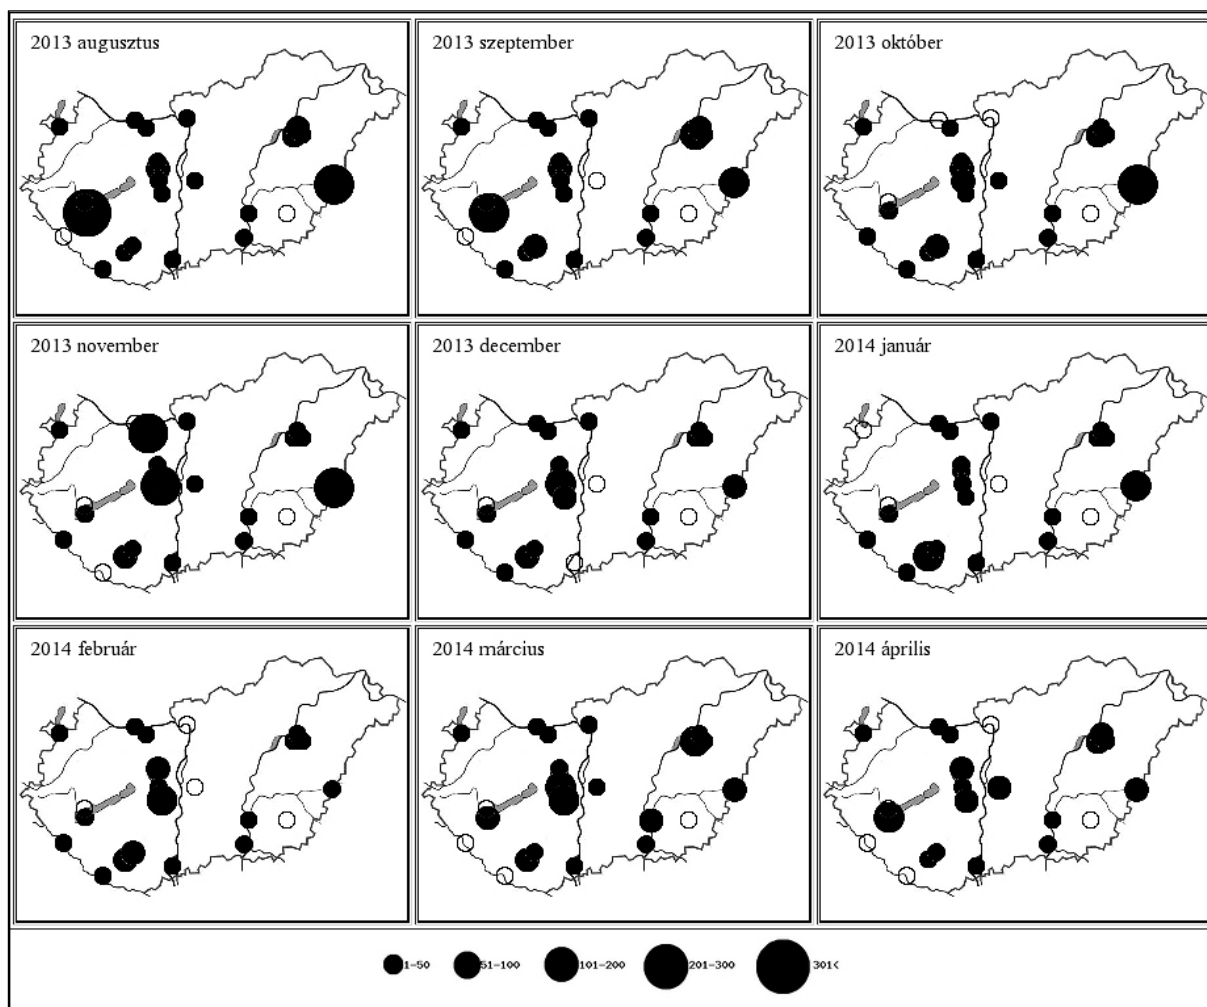 2013 augusztus
2013 szeptember
2013 október
2013 november
2013 december
2014 január
2014 február
2014 március
2014 április
1-50 51-100 101-200 201-300 301<